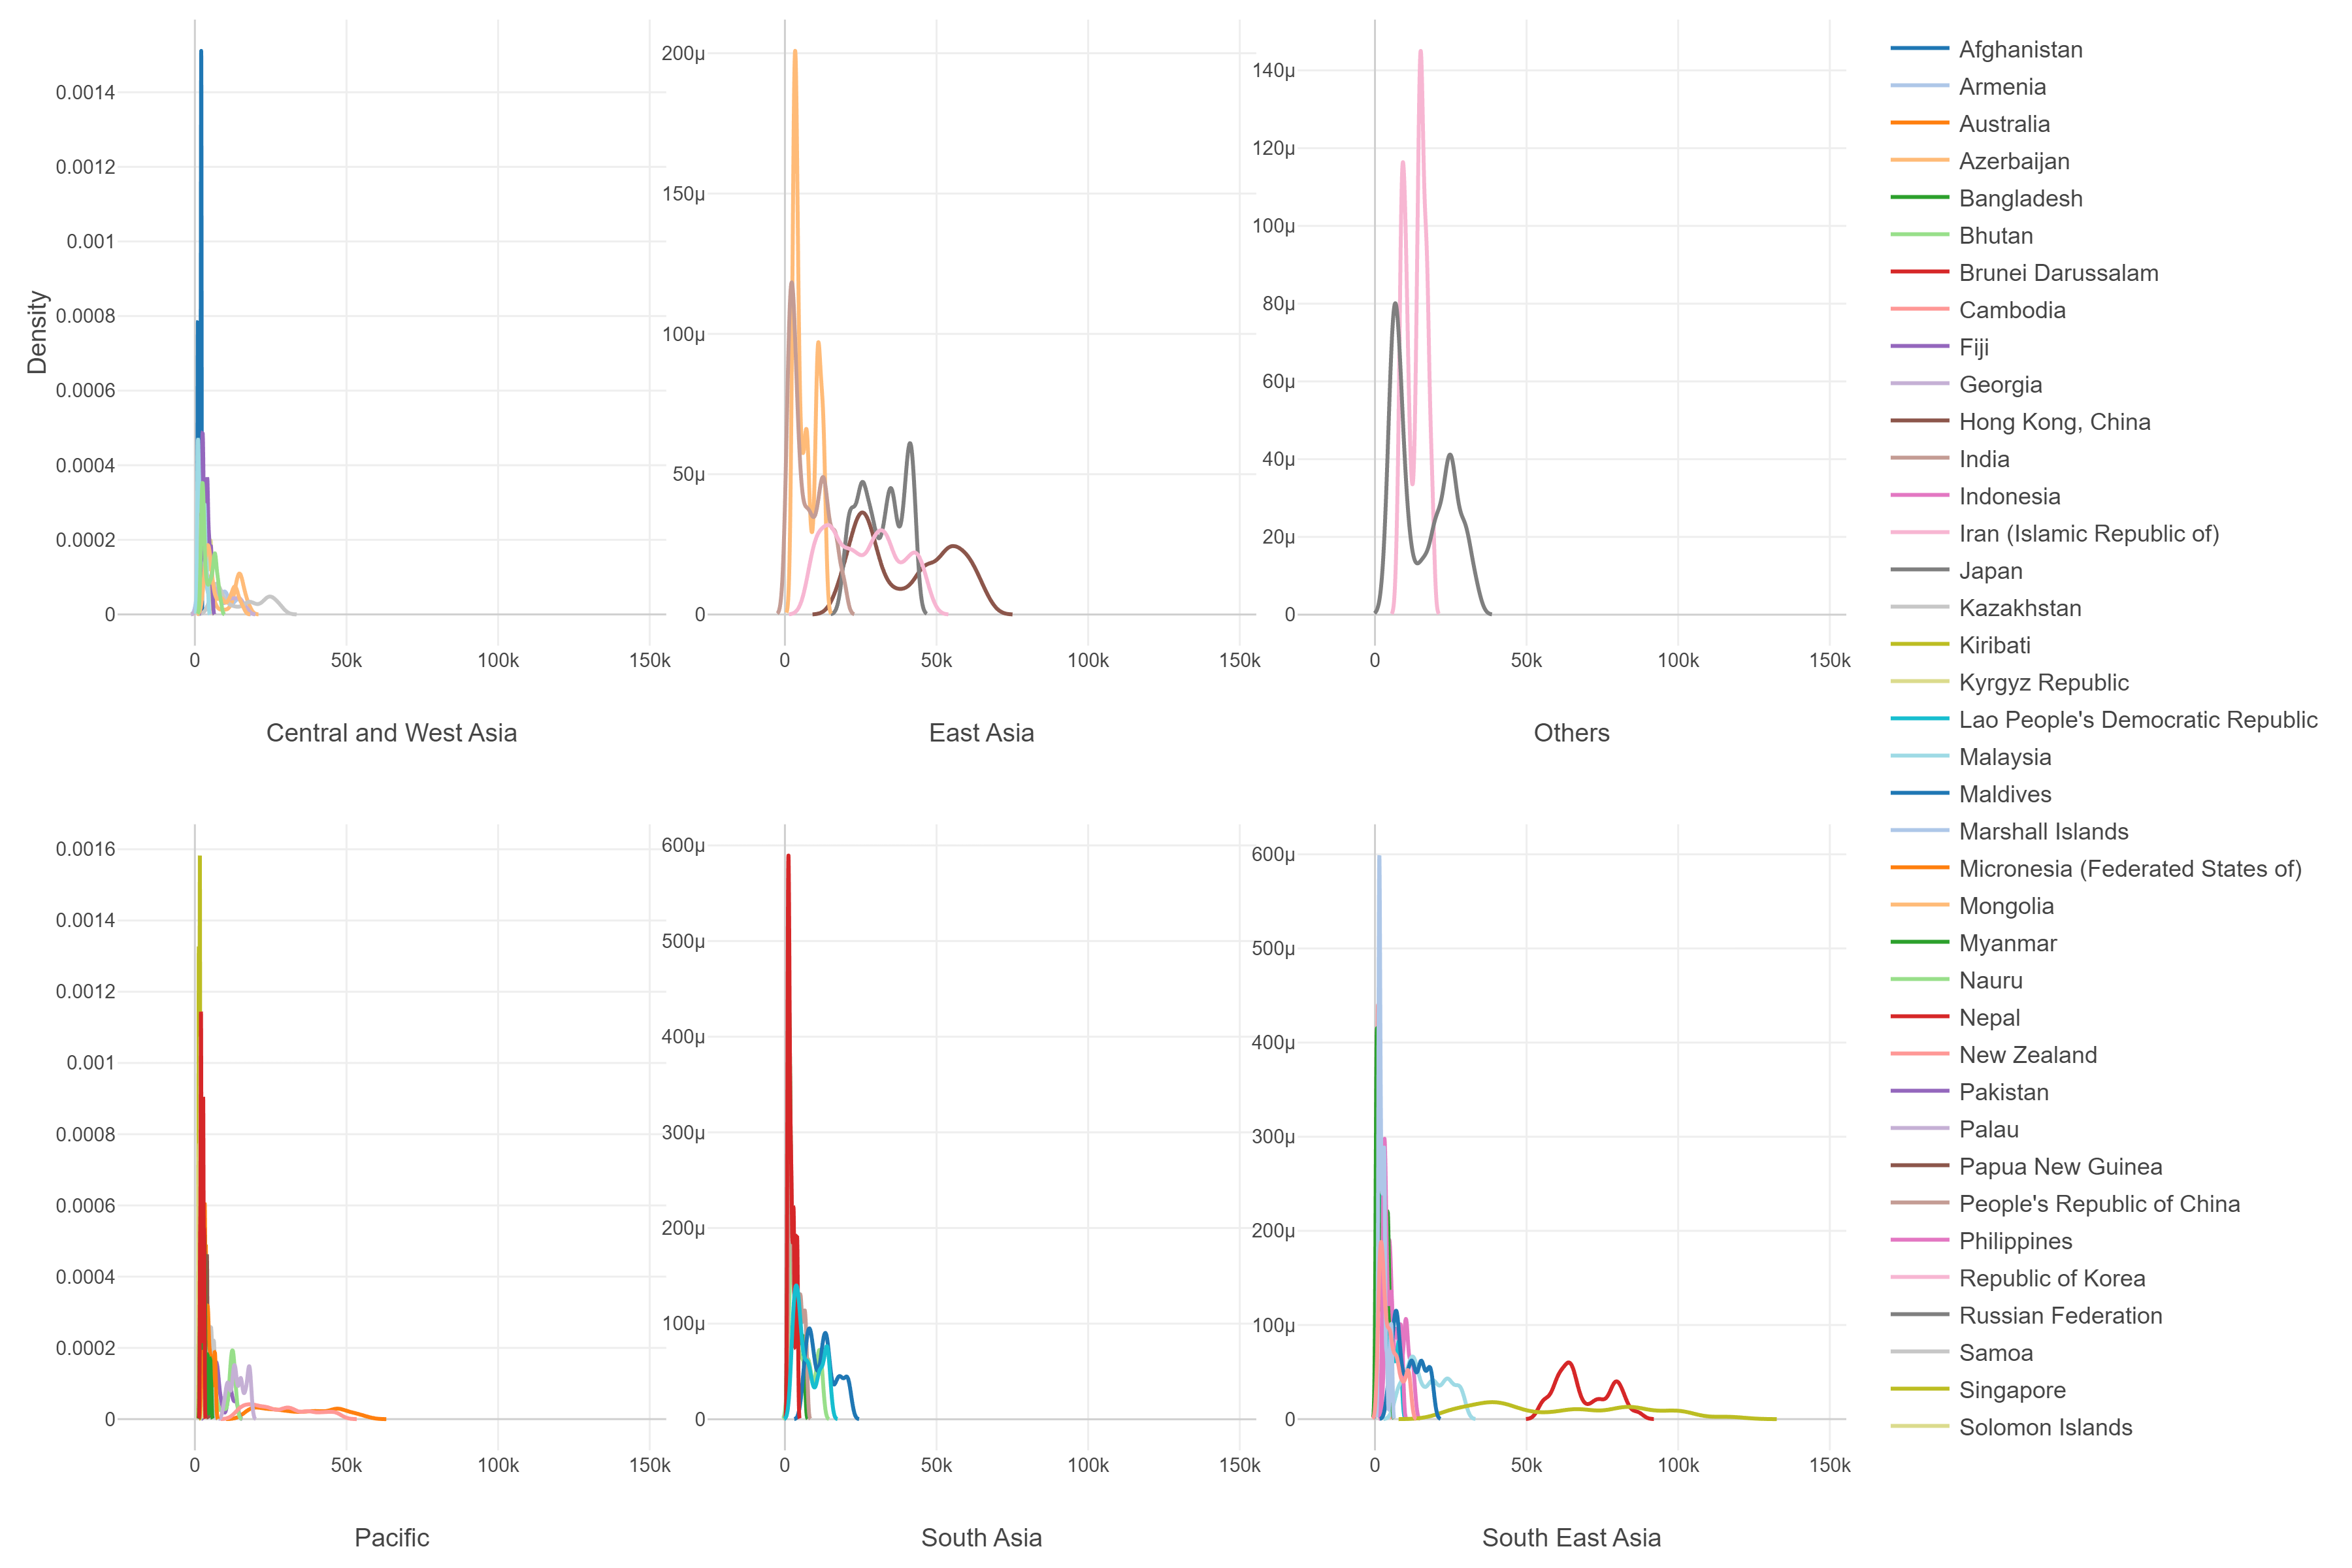 Density
0.0014
0.0012
0.001
0.0008
0.0006
0.0004
0.0002
0
0 50k 100k 150k
Central and West Asia
200μ
150μ
100μ
50μ
0
0 50k 100k 150k
East Asia
140μ
120μ
100μ
80μ
60μ
40μ
20μ
0
0 50k 100k 150k
Others
0.0016
0.0014
0.0012
0.001
0.0008
0.0006
0.0004
0.0002
0
0 50k 100k 150k
Pacific
600μ
500μ
400μ
300μ
200μ
100μ
0
0 50k 100k 150k
South Asia
600μ
500μ
400μ
300μ
200μ
100μ
0
0 50k 100k 150k
South East Asia
Afghanistan
Armenia
Australia
Azerbaijan
Bangladesh
Bhutan
Brunei Darussalam
Cambodia
Fiji
Georgia
Hong Kong, China
India
Indonesia
Iran (Islamic Republic of)
Japan
Kazakhstan
Kiribati
Kyrgyz Republic
Lao People's Democratic Republic
Malaysia
Maldives
Marshall Islands
Micronesia (Federated States of)
Mongolia
Myanmar
Nauru
Nepal
New Zealand
Pakistan
Palau
Papua New Guinea
People's Republic of China
Philippines
Republic of Korea
Russian Federation
Samoa
Singapore
Solomon Islands